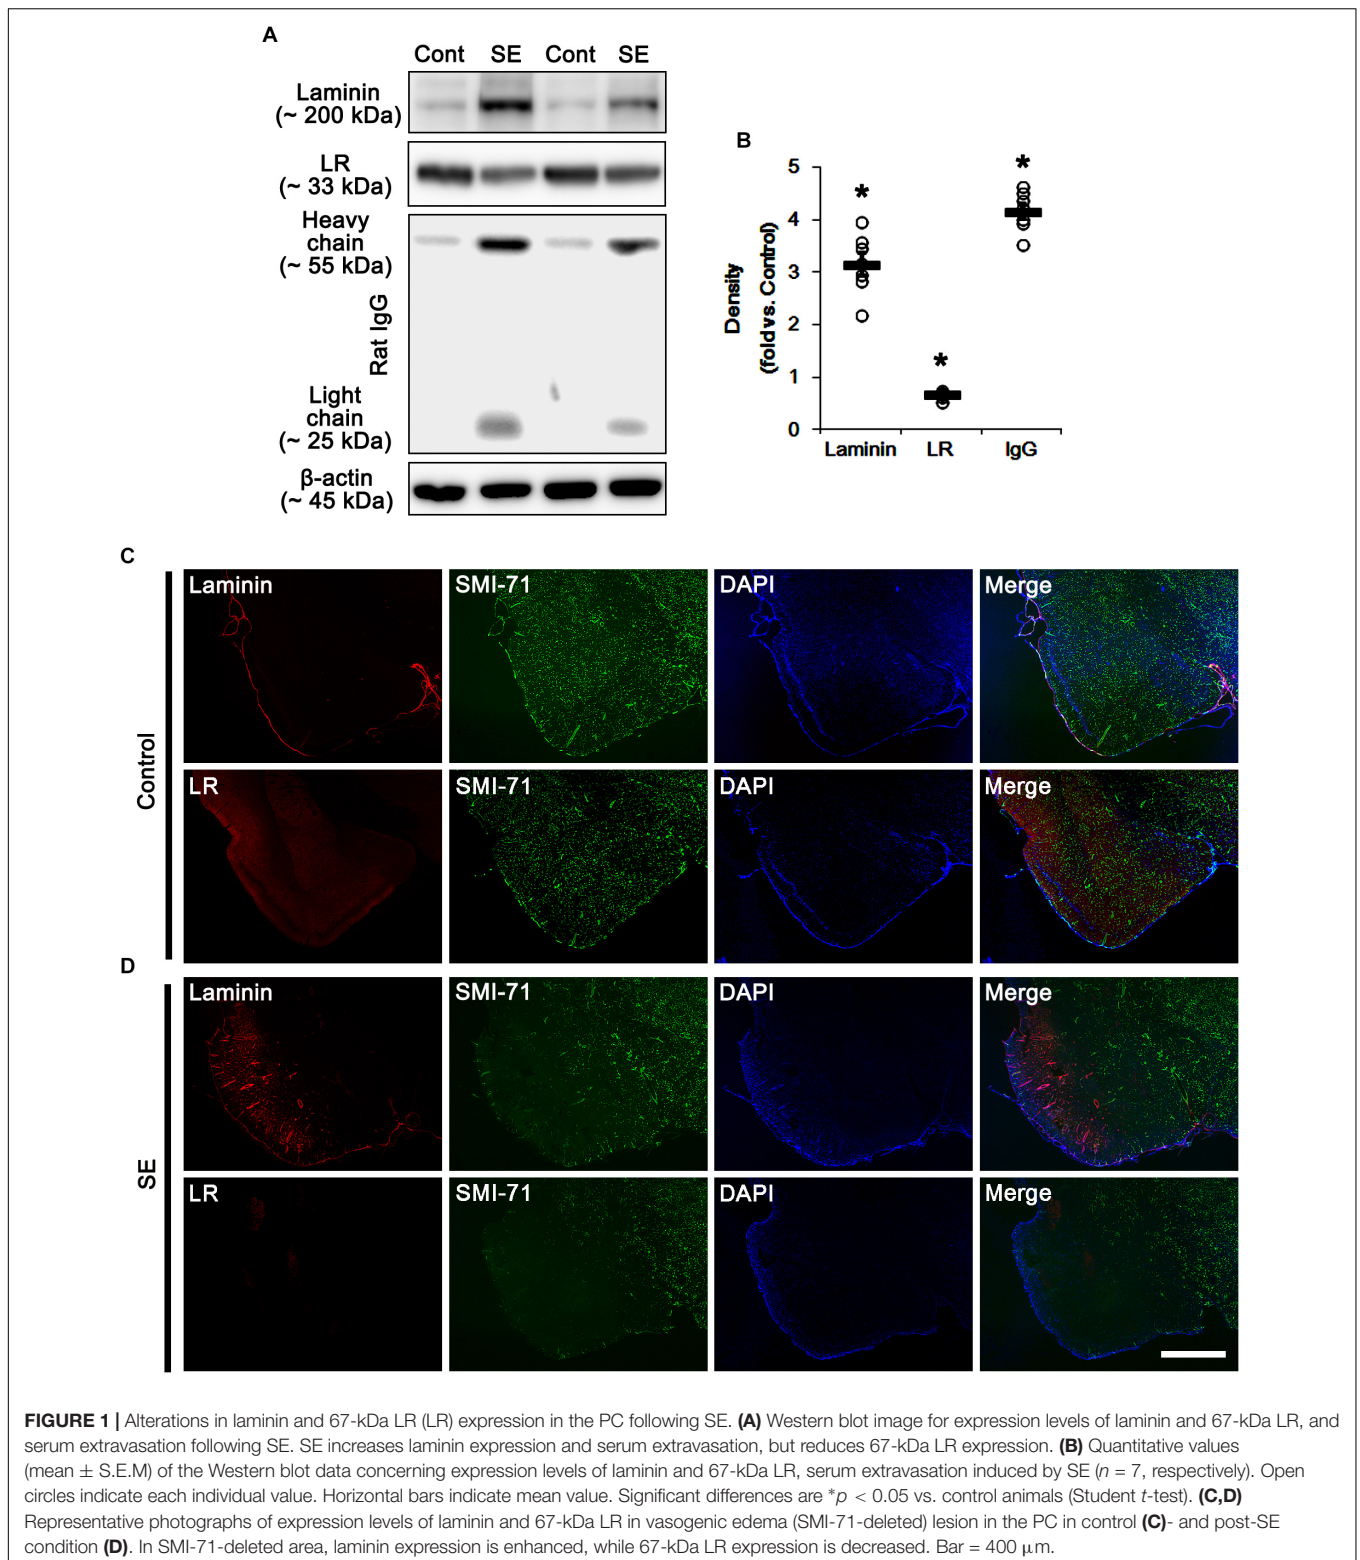 A
Cont SE Cont SE
Laminin
(~ 200 kDa)
LR
(~ 33 kDa)
Heavy
chain
(~ 55 kDa)
Rat IgG
Light
chain
(~ 25 kDa)
β-actin
(~ 45 kDa)
B
Density
(fold vs. Control)
5
4
3
2
1
0
* * *
Laminin LR IgG
C
Control
Laminin SMI-71 DAPI Merge
LR SMI-71 DAPI Merge
D
SE
Laminin SMI-71 DAPI Merge
LR SMI-71 DAPI Merge
FIGURE 1 | Alterations in laminin and 67-kDa LR (LR) expression in the PC following SE. (A) Western blot image for expression levels of laminin and 67-kDa LR, and
serum extravasation following SE. SE increases laminin expression and serum extravasation, but reduces 67-kDa LR expression. (B) Quantitative values
(mean ± S.E.M) of the Western blot data concerning expression levels of laminin and 67-kDa LR, serum extravasation induced by SE (n = 7, respectively). Open
circles indicate each individual value. Horizontal bars indicate mean value. Significant differences are *p < 0.05 vs. control animals (Student t-test). (C,D)
Representative photographs of expression levels of laminin and 67-kDa LR in vasogenic edema (SMI-71-deleted) lesion in the PC in control (C)- and post-SE
condition (D). In SMI-71-deleted area, laminin expression is enhanced, while 67-kDa LR expression is decreased. Bar = 400 μm.